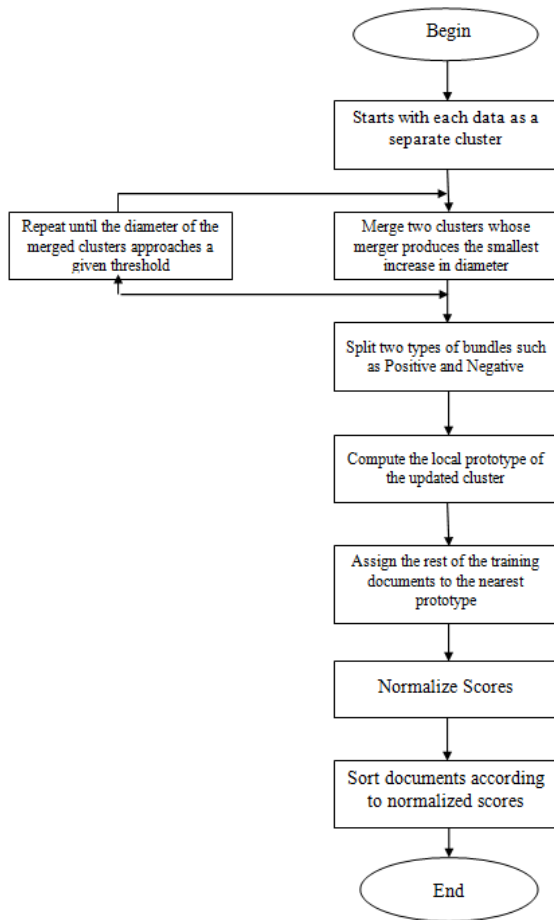 Begin
Starts with each data as a
separate cluster
Repeat until the diameter of the
merged clusters approaches a
given threshold
Merge two clusters whose
merger produces the smallest
increase in diameter
Split two types of bundles such
as Positive and Negative
Compute the local prototype of
the updated cluster
Assign the rest of the training
documents to the nearest
prototype
Normalize Scores
Sort documents according
to normalized scores
End